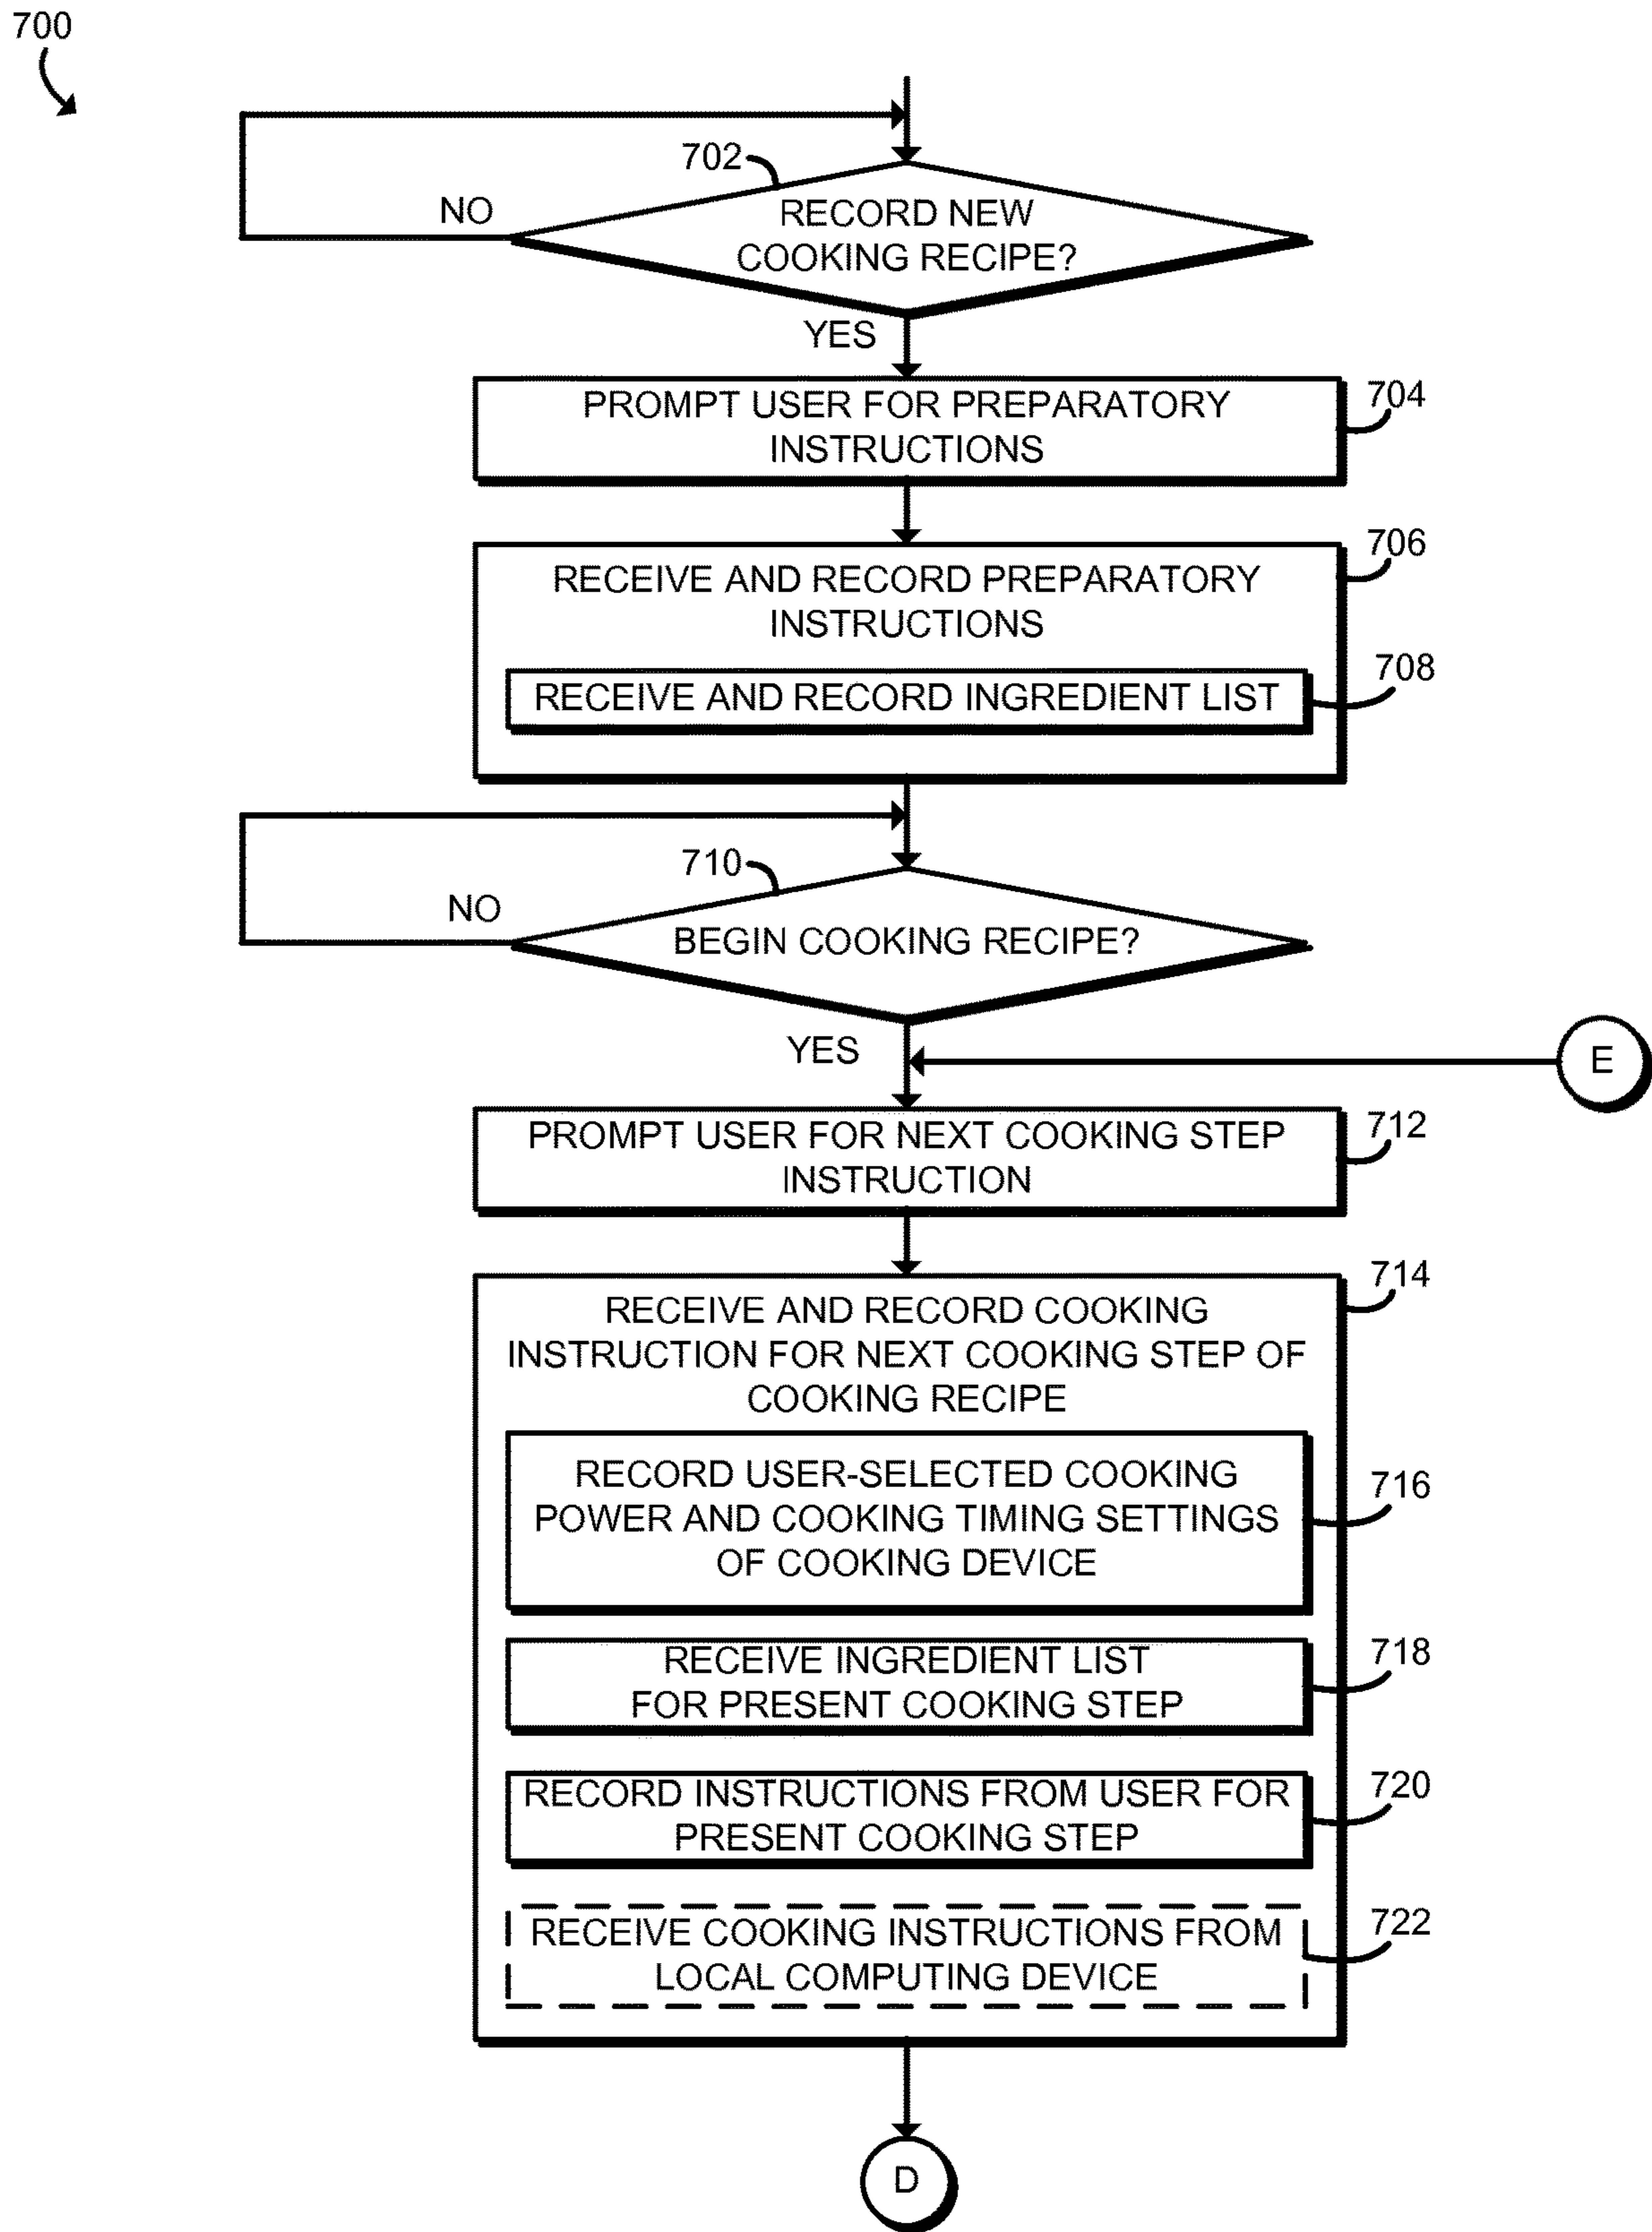 700
702
NO
RECORD NEW
COOKING RECIPE?
YES
PROMPT USER FOR PREPARATORY
INSTRUCTIONS
704
RECEIVE AND RECORD PREPARATORY
INSTRUCTIONS
706
RECEIVE AND RECORD INGREDIENT LIST
708
710
NO
BEGIN COOKING RECIPE?
YES
E
PROMPT USER FOR NEXT COOKING STEP
INSTRUCTION
712
RECEIVE AND RECORD COOKING
INSTRUCTION FOR NEXT COOKING STEP OF
COOKING RECIPE
714
RECORD USER-SELECTED COOKING
POWER AND COOKING TIMING SETTINGS
OF COOKING DEVICE
716
RECEIVE INGREDIENT LIST
FOR PRESENT COOKING STEP
718
RECORD INSTRUCTIONS FROM USER FOR
PRESENT COOKING STEP
720
RECEIVE COOKING INSTRUCTIONS FROM
LOCAL COMPUTING DEVICE
722
D